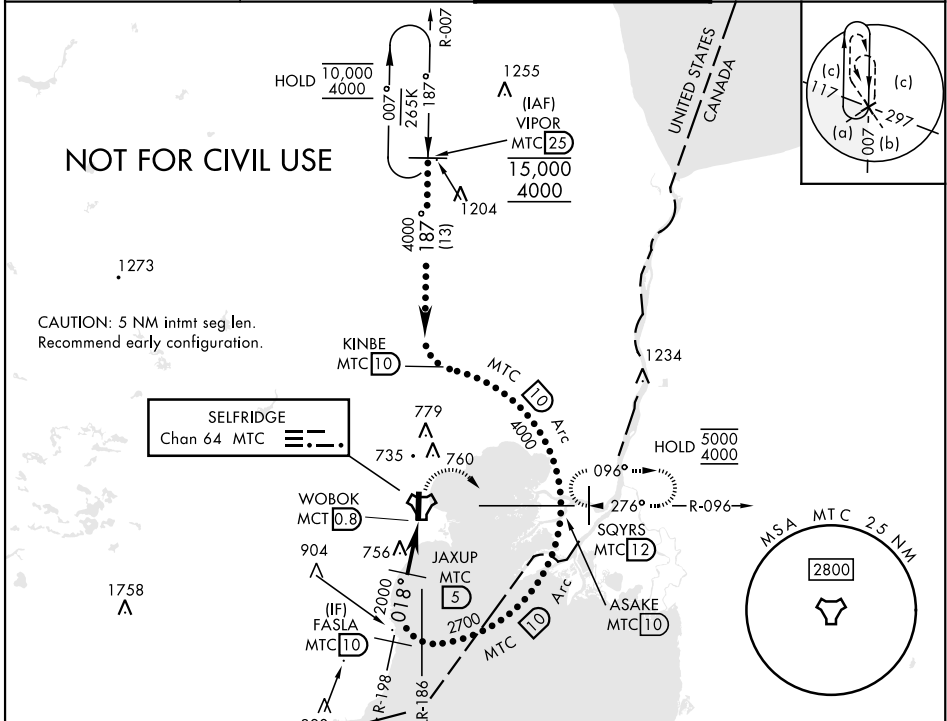 R-007
HOLD 10,000
4000
007°
265K
187°
1255
(IAF)
VIPOR
MTC 25
15,000
4000
1204
UNITED STATES
CANADA
(c)
(c)
117
297
(a)
(b)
007
NOT FOR CIVIL USE
4000
187°
(13)
1273
CAUTION: 5 NM intmt seg len.
Recommend early configuration.
KINBE
MTC 10
MTC 10 Arc
4000
1234
SELFRIDGE
Chan 64 MTC
779
735
760
HOLD 5000
4000
096°
276°
R-096
WOBOK
MCT 0.8
SQYRS
MTC 12
904
756
JAXUP
MTC
5
MSA MTC 25 NM
2800
1758
2000
018°
(IF)
FASLA
MTC 10
2700
MTC 10 Arc
ASAKE
MTC 10
R-198
R-186